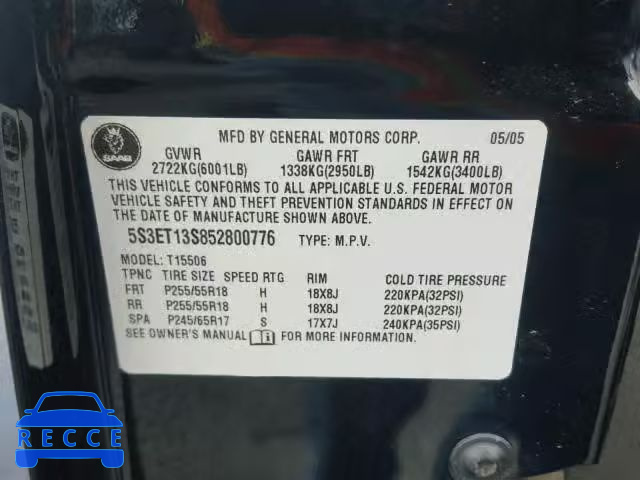 MFD BY GENERAL MOTORS CORP. 05/05
SAAB
GVWR GAWR FRT GAWR RR
2722KG(6001LB) 1338KG(2950LB) 1542KG(3400LB)
THIS VEHICLE CONFORMS TO ALL APPLICABLE U.S. FEDERAL MOTOR
VEHICLE SAFETY AND THEFT PREVENTION STANDARDS IN EFFECT ON
THE DATE OF MANUFACTURE SHOWN ABOVE.
5S3ET13S852800776 TYPE: M.P.V.
MODEL: T15506
TPNC TIRE SIZE SPEED RTG RIM COLD TIRE PRESSURE
FRT P255/55R18 H 18X8J 220KPA(32PSI)
RR P255/55R18 H 18X8J 220KPA(32PSI)
SPA P245/65R17 S 17X7J 240KPA(35PSI)
SEE OWNER'S MANUAL FOR MORE INFORMATION.
RECCE